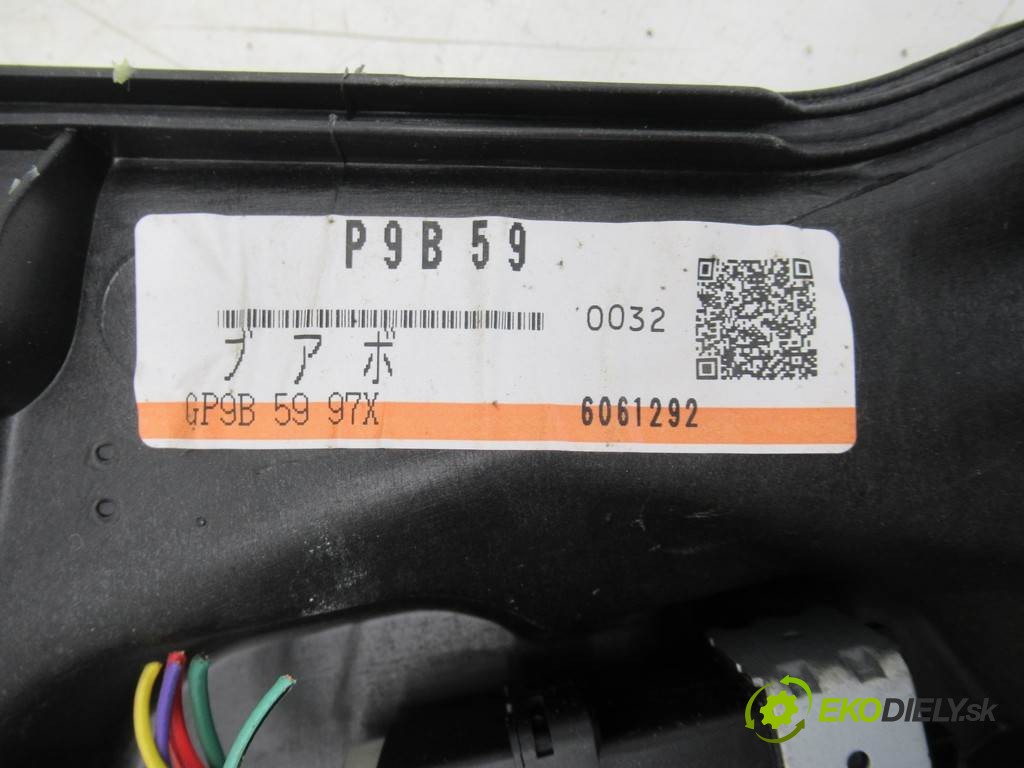 P9B59
0032
ブアボ
GP9B 59 97X 6061292
EKODIELY.sk